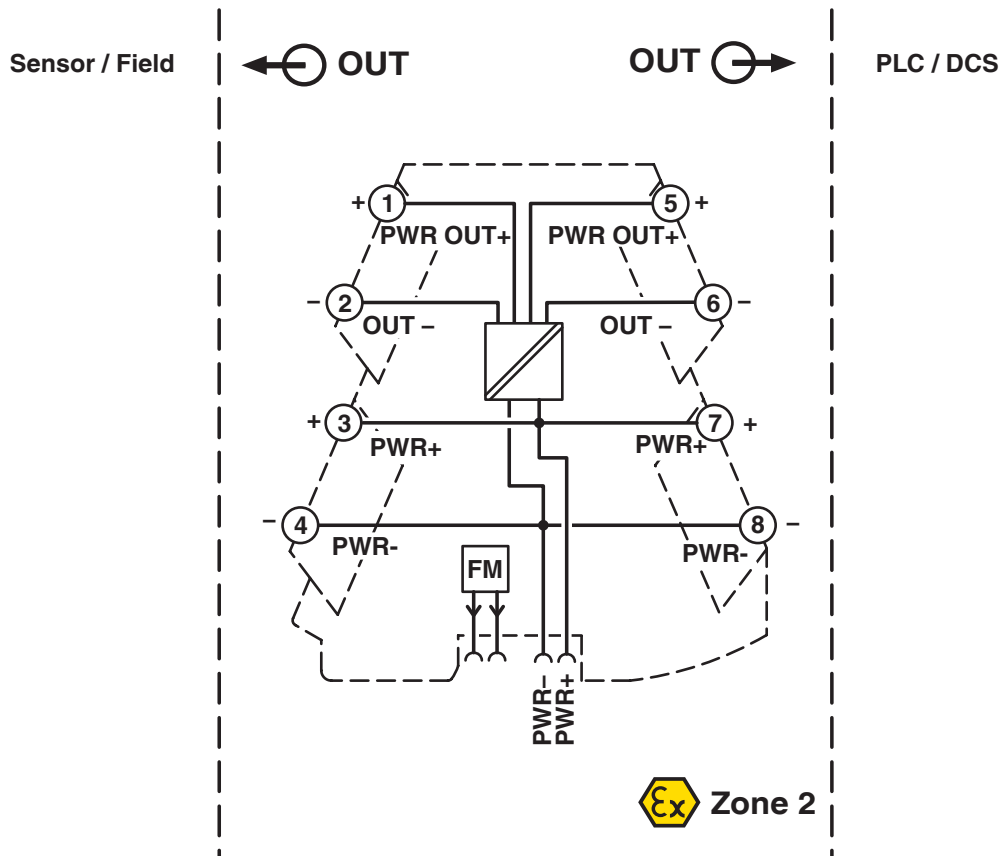 Sensor / Field
OUT
OUT
PLC / DCS
+ 1
5 +
PWR OUT+
PWR OUT+
– 2
6 –
OUT –
OUT –
+ 3
7 +
PWR+
PWR+
– 4
8 –
PWR-
PWR-
FM
PWR–
PWR+
Ex Zone 2